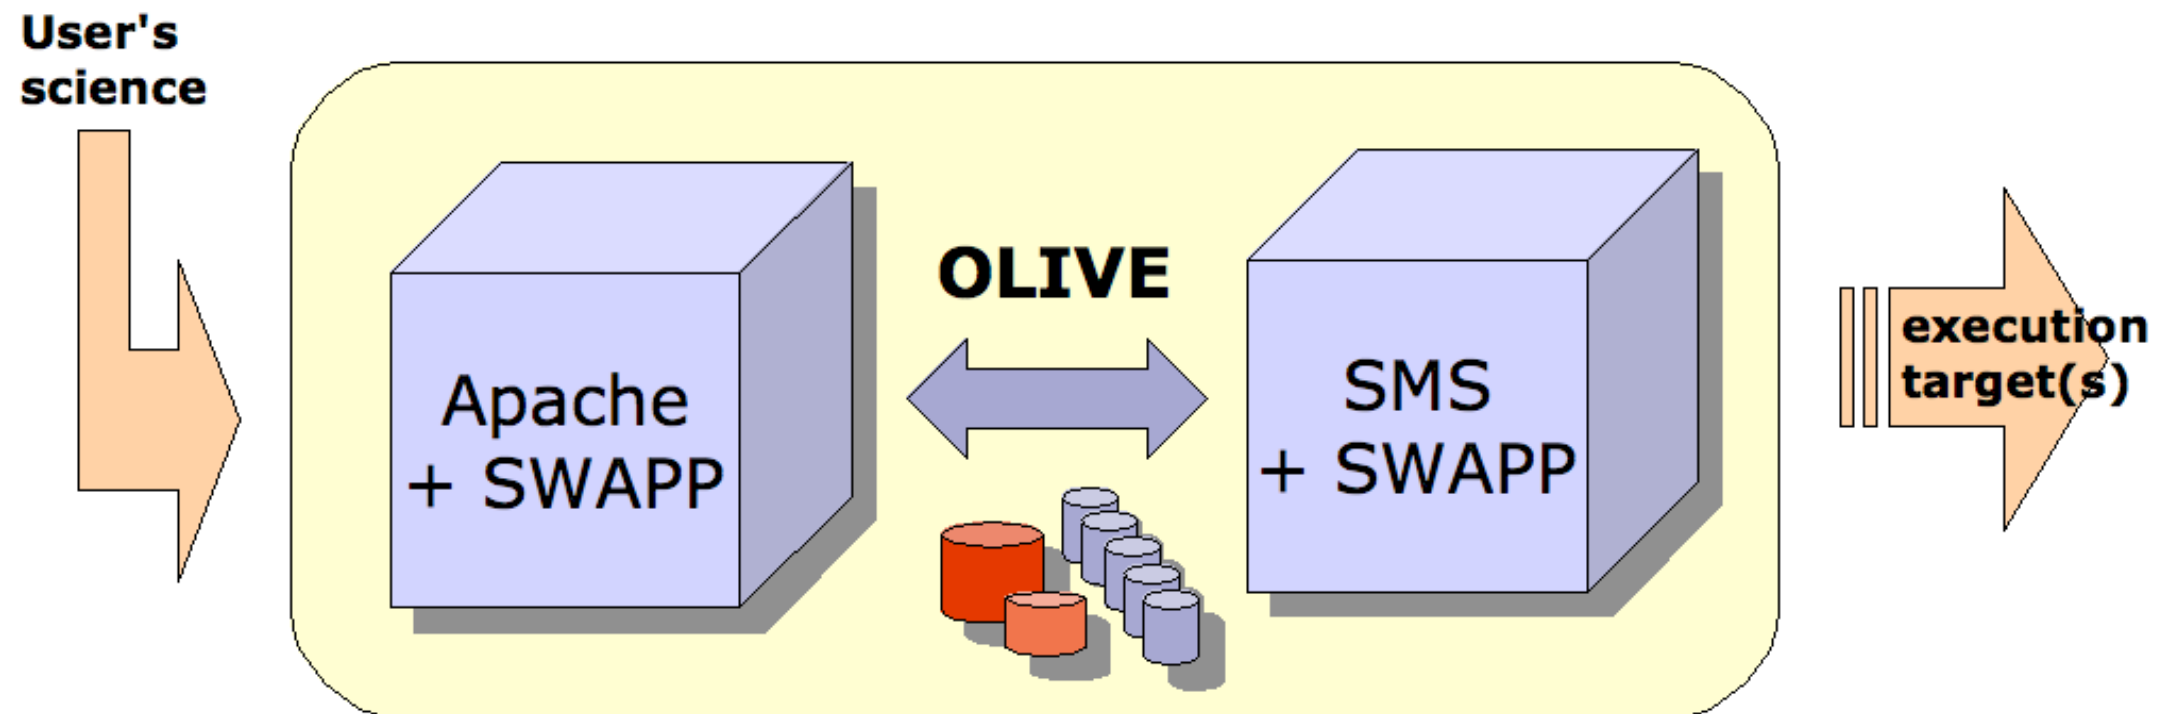 User's
science
Apache
+ SWAPP
OLIVE
SMS
+ SWAPP
execution
target(s)